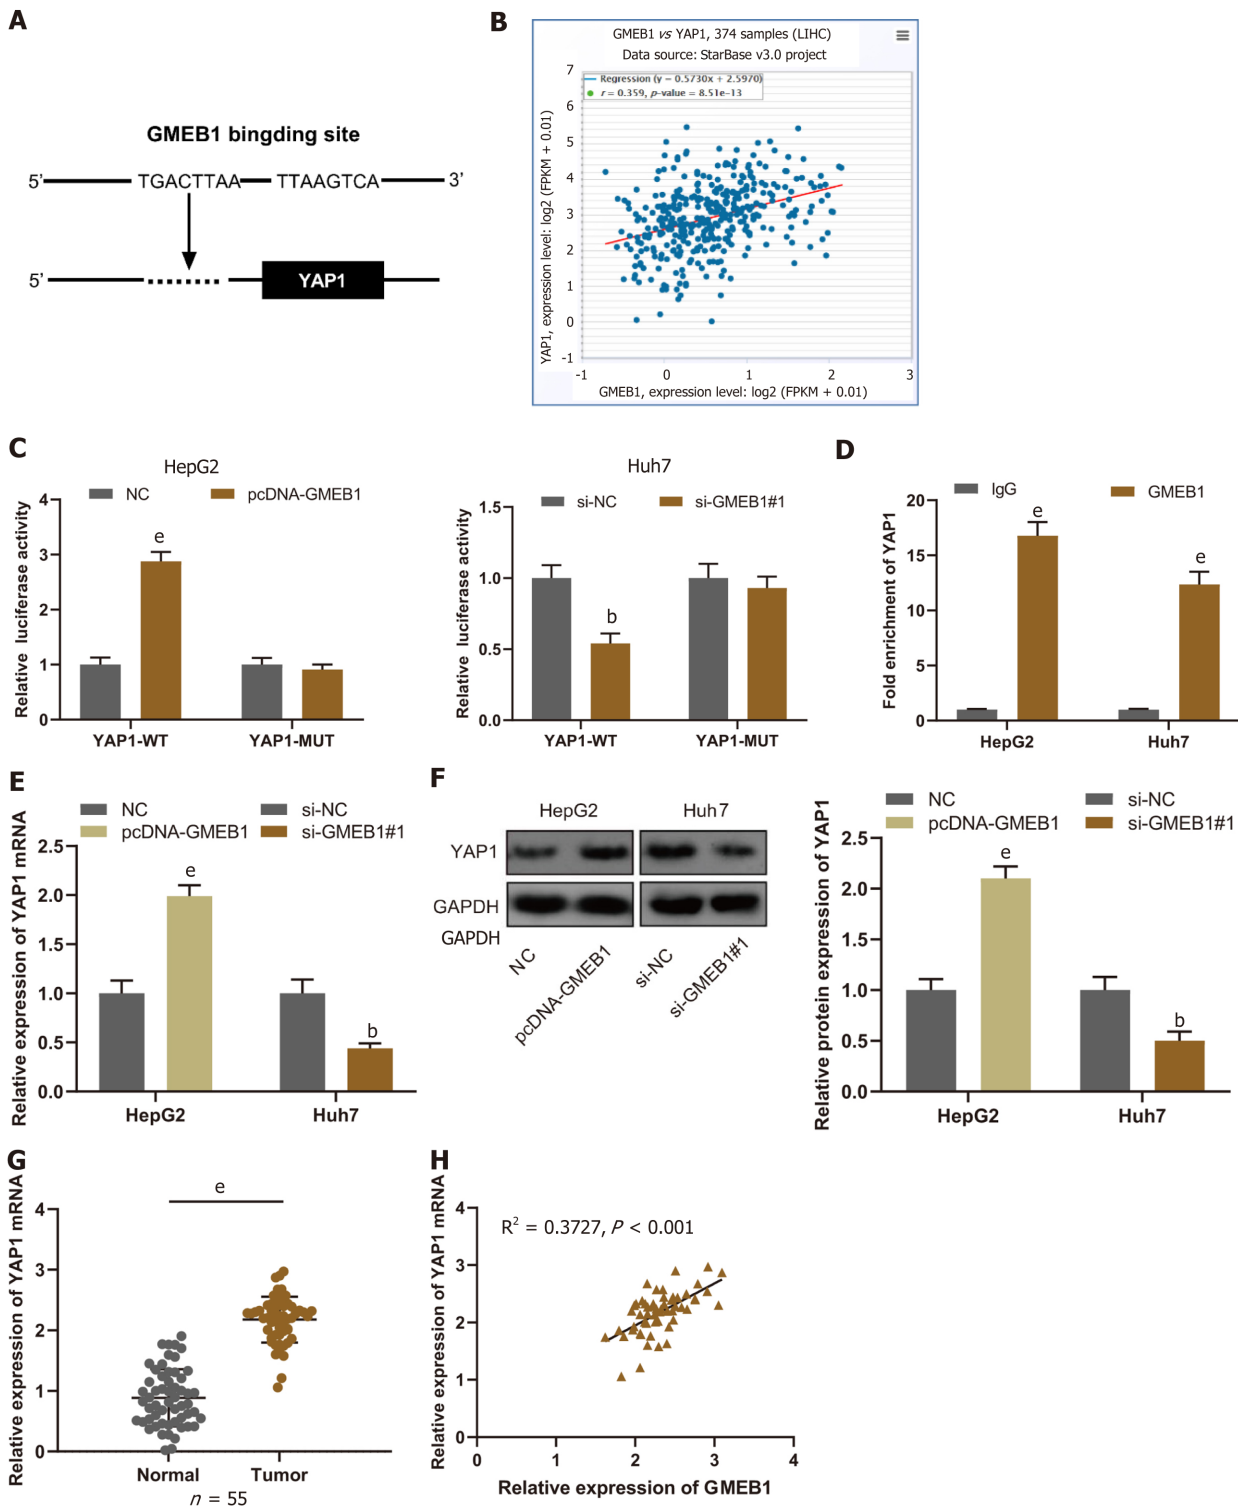 A
GMEB1 bingding site
5’ TGACTTAA TTAAGTCA 3’
5’ YAP1
B
GMEB1 vs YAP1, 374 samples (LIHC)
Data source: StarBase v3.0 project
Regression (y = 0.5730x + 2.5970)
r = 0.359, p-value = 8.51e-13
YAP1, expression level: log2 (FPKM + 0.01)
7
6
5
4
3
2
1
0
-1
-1 0 1 2 3
GMEB1, expression level: log2 (FPKM + 0.01)
C
HepG2
NC pcDNA-GMEB1
Relative luciferase activity
4
3
2
1
0
e
YAP1-WT YAP1-MUT
Huh7
si-NC si-GMEB1#1
Relative luciferase activity
1.5
1.0
0.5
0.0
b
YAP1-WT YAP1-MUT
D
IgG GMEB1
Fold enrichment of YAP1
20
15
10
5
0
e
e
HepG2 Huh7
E
NC si-NC
pcDNA-GMEB1 si-GMEB1#1
Relative expression of YAP1 mRNA
2.5
2.0
1.5
1.0
0.5
0.0
e
b
HepG2 Huh7
F
HepG2 Huh7
YAP1
GAPDH
GAPDH
NC
pcDNA-GMEB1
si-NC
si-GMEB1#1
NC si-NC
pcDNA-GMEB1 si-GMEB1#1
Relative protein expression of YAP1
2.5
2.0
1.5
1.0
0.5
0.0
e
b
HepG2 Huh7
G
Relative expression of YAP1 mRNA
4
3
2
1
0
e
Normal Tumor
n = 55
H
Relative expression of YAP1 mRNA
4
3
2
1
0
R² = 0.3727, P < 0.001
0 1 2 3 4
Relative expression of GMEB1